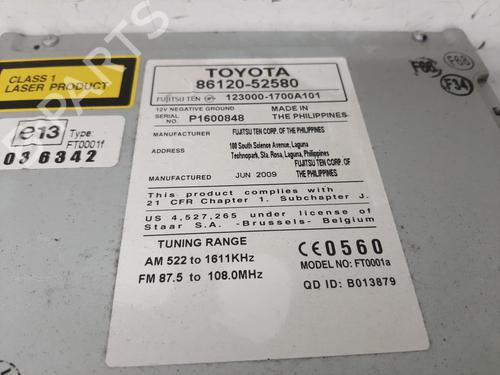 CLASS 1
LASER PRODUCT
e13 Type:
FT0001f
036342
TOYOTA
86120-52580
FUJITSU TEN 123000-1700A101
12V NEGATIVE GROUND
SERIAL NO. P1600848
MADE IN
THE PHILIPPINES
MANUFACTURER FUJITSU TEN CORP. OF THE PHILIPPINES
ADDRESS
100 South Science Avenue, Laguna
Technopark, Sta. Rosa, Laguna, Philippines
MANUFACTURED JUN 2009
FUJITSU TEN CORP. OF
THE PHILIPPINES
This product complies with
21 CFR Chapter 1. Subchapter J.
US 4,527,265 under license of
Staar S.A. -Brussels- Belgium
TUNING RANGE
AM 522 to 1611KHz
FM 87.5 to 108.0MHz
CE0560
MODEL NO: FT0001a
QD ID: B013879
F34